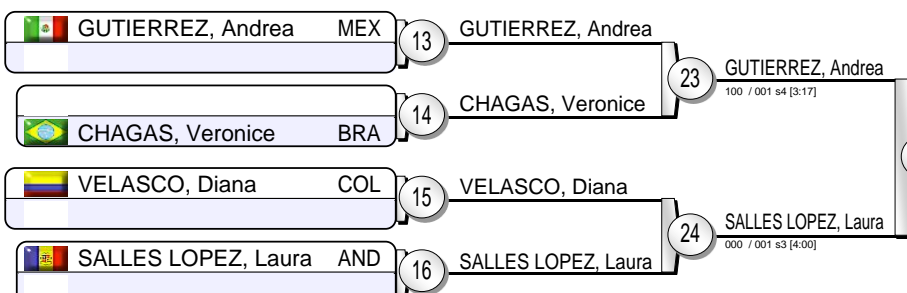 GUTIERREZ, Andrea MEX
13
GUTIERREZ, Andrea
23
GUTIERREZ, Andrea
100 / 001 s4 [3:17]
14
CHAGAS, Veronice
CHAGAS, Veronice BRA
VELASCO, Diana COL
15
VELASCO, Diana
24
SALLES LOPEZ, Laura
000 / 001 s3 [4:00]
SALLES LOPEZ, Laura AND
16
SALLES LOPEZ, Laura